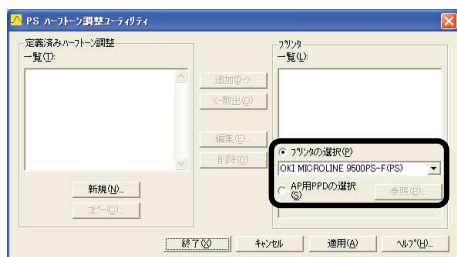 PS ハーフトーン調整ユーティリティ
定義済みハーフトーン調整
一覧(T):
追加(D)->
<-取出(O)
編集(E)...
削除(D)
新規(N)...
コピー(C)...
プリンタ
一覧(L):
プリンタの選択(P)
OKI MICROLINE 9500PS-F(PS)
AP用PPDの選択(S)
参照(B)...
終了(X)
キャンセル
適用(A)
ヘルプ(H)...